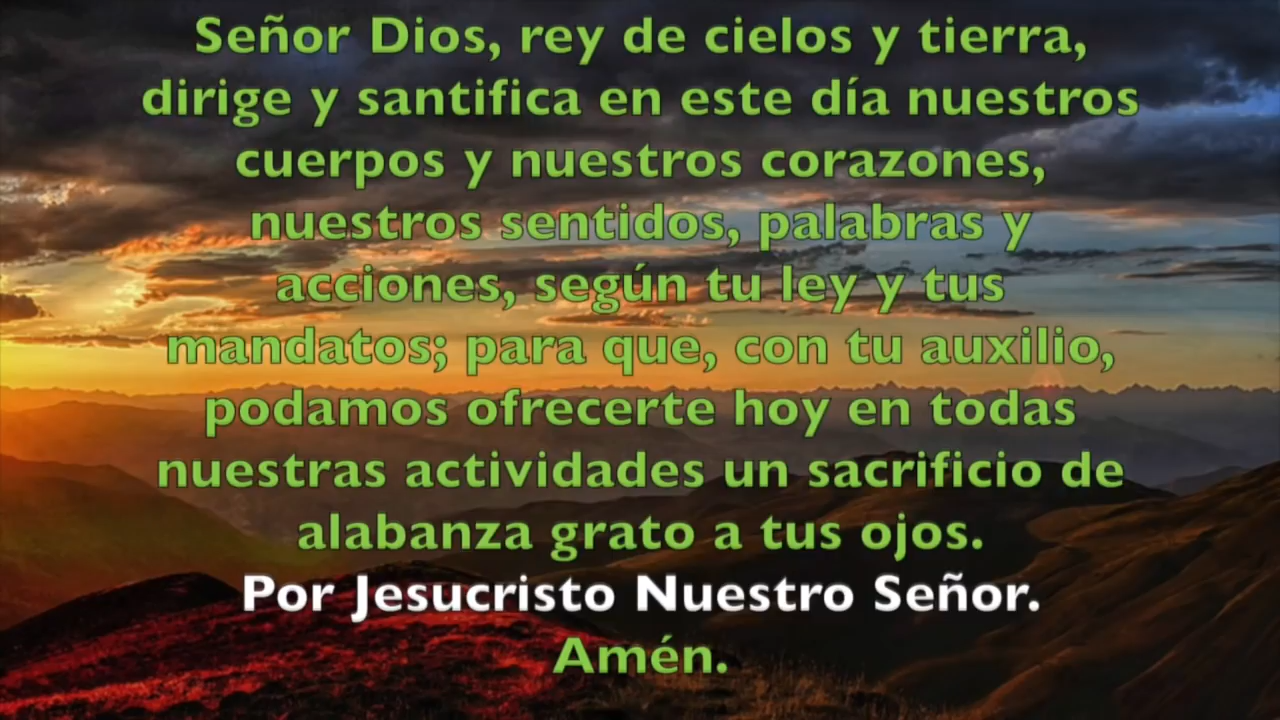 Señor Dios, rey de cielos y tierra,
dirige y santifica en este día nuestros
cuerpos y nuestros corazones,
nuestros sentidos, palabras y
acciones, según tu ley y tus
mandatos; para que, con tu auxilio,
podamos ofrecerte hoy en todas
nuestras actividades un sacrificio de
alabanza grato a tus ojos.
Por Jesucristo Nuestro Señor.
Amén.